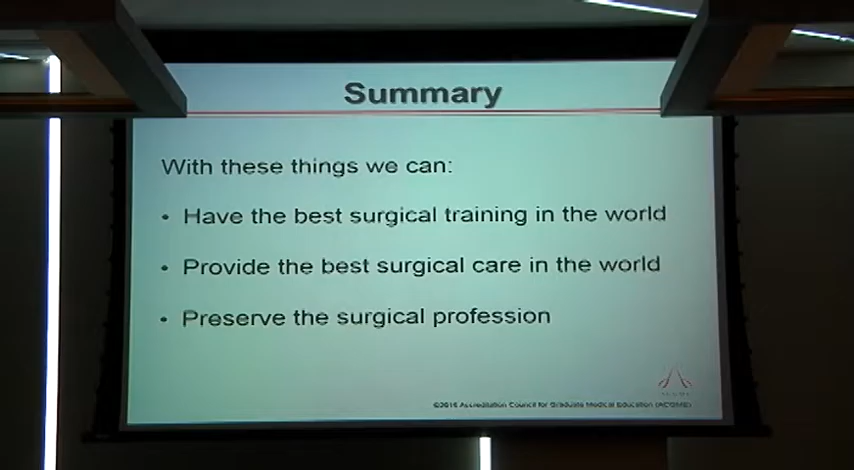 Summary
With these things we can:
• Have the best surgical training in the world
• Provide the best surgical care in the world
• Preserve the surgical profession
©2016 Accreditation Council for Graduate Medical Education (ACGME)